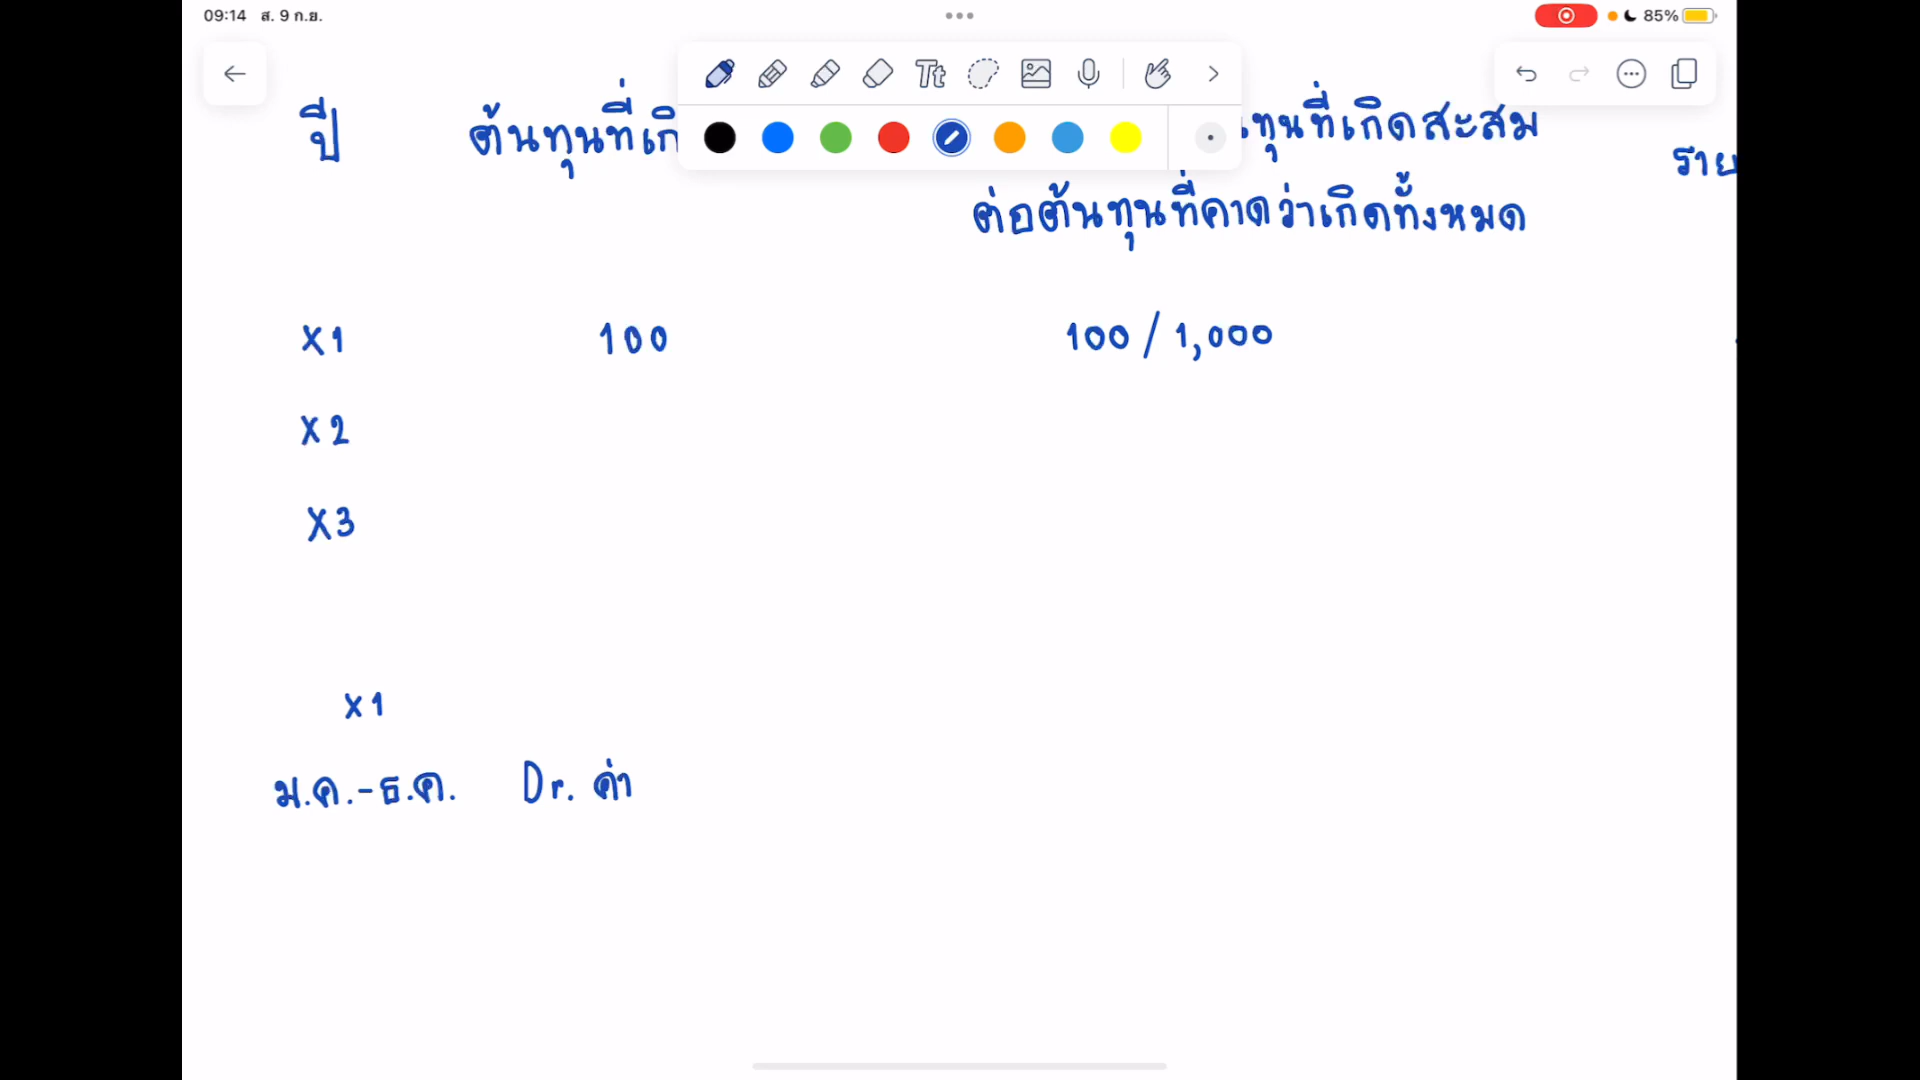 09:14 ส. 9 ก.ย. 85%
Tt
ปี ต้นทุนที่เกิ นทุนที่เกิดสะสม
ต่อต้นทุนที่คาดว่าเกิดทั้งหมด ราย
X1 100 100 / 1,000
X2
X3
X1
ม.ค.-ธ.ค. Dr. ค่า